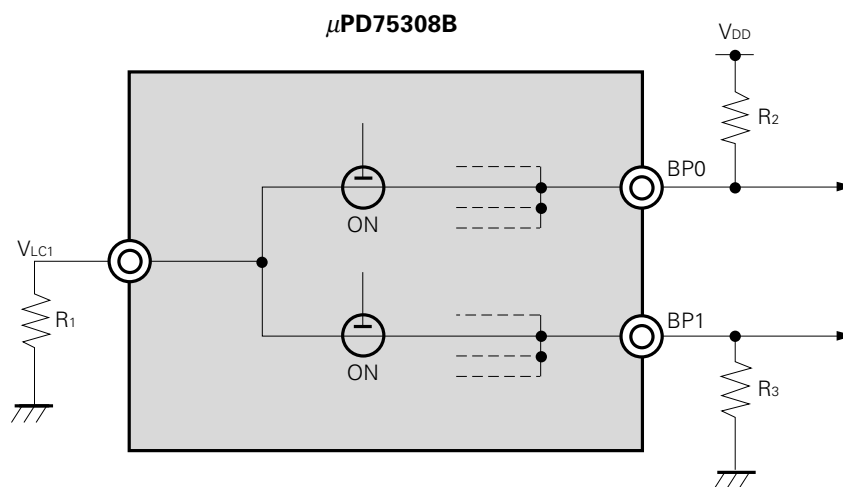 μPD75308B
VDD
R2
BP0
ON
VLC1
R1
BP1
ON
R3